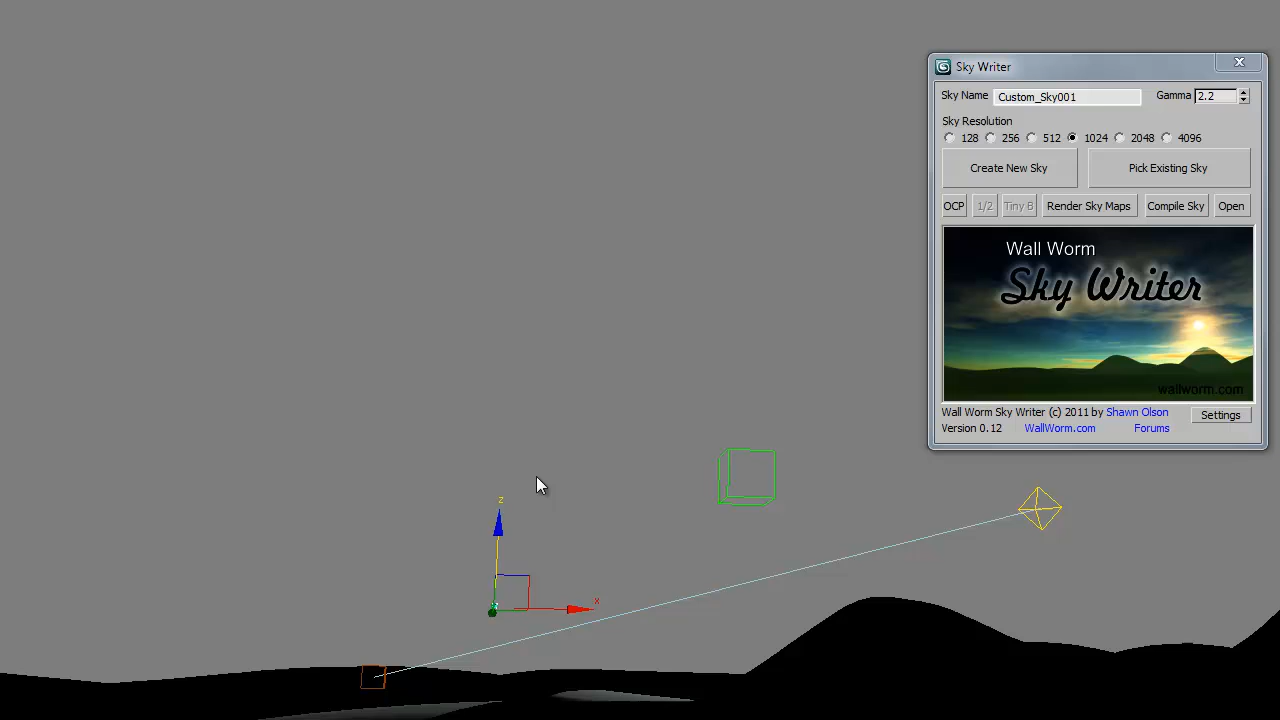 Sky Writer
Sky Name Custom_Sky001 Gamma 2.2
Sky Resolution
128 256 512 1024 2048 4096
Create New Sky Pick Existing Sky
OCP 1/2 Tiny B Render Sky Maps Compile Sky Open
Wall Worm
Sky Writer
wallworm.com
Wall Worm Sky Writer (c) 2011 by Shawn Olson Settings
Version 0.12 WallWorm.com Forums
z
x